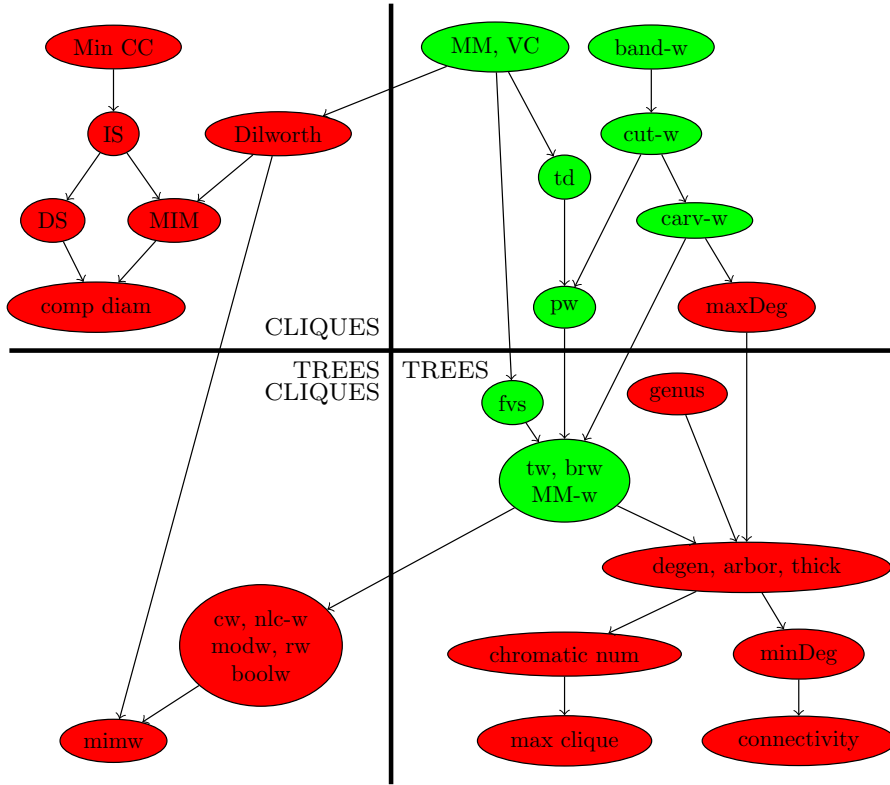 Min CC
MM, VC
band-w
IS
Dilworth
cut-w
td
DS
MIM
carv-w
comp diam
pw
maxDeg
CLIQUES
TREES
CLIQUES
TREES
genus
fvs
tw, brw
MM-w
degen, arbor, thick
cw, nlc-w
modw, rw
boolw
chromatic num
minDeg
mimw
max clique
connectivity